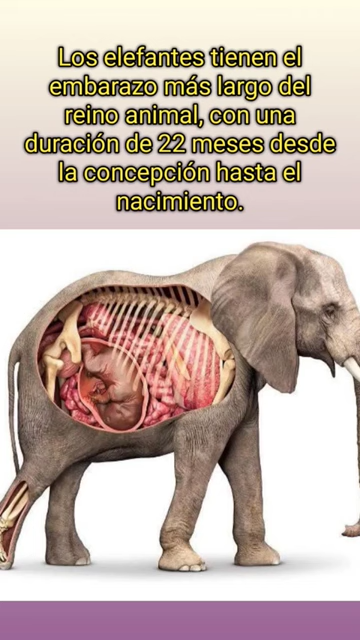 Los elefantes tienen el
embarazo más largo del
reino animal, con una
duración de 22 meses desde
la concepción hasta el
nacimiento.